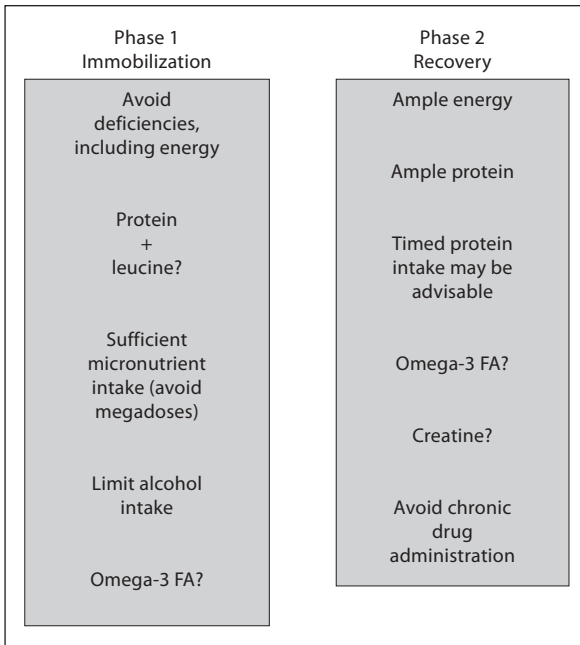 Phase 1
Immobilization
Avoid
deficiencies,
including energy
Protein
+
leucine?
Sufficient
micronutrient
intake (avoid
megadoses)
Limit alcohol
intake
Omega-3 FA?
Phase 2
Recovery
Ample energy
Ample protein
Timed protein
intake may be
advisable
Omega-3 FA?
Creatine?
Avoid chronic
drug
administration